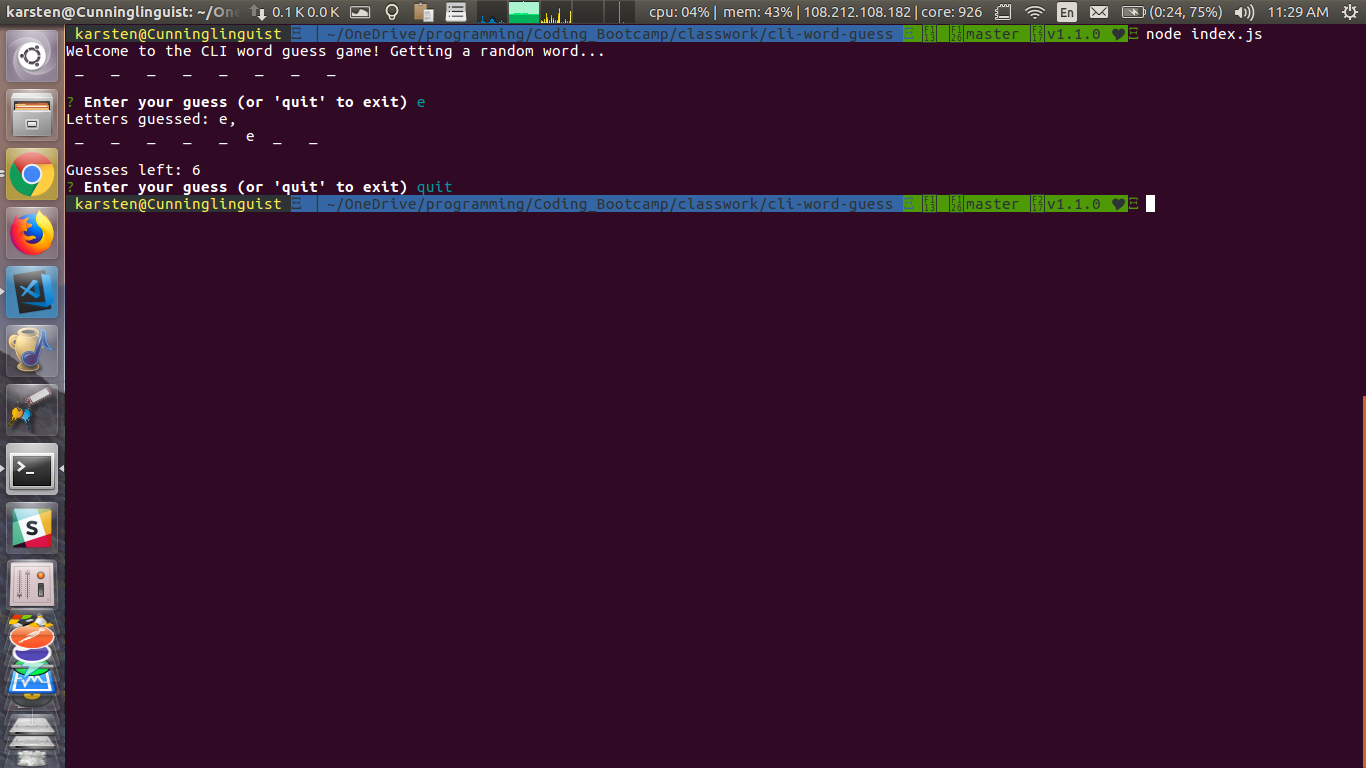 karsten@Cunninglinguist: ~/One 0.1 K 0.0 K cpu: 04% | mem: 43% | 108.212.108.182 | core: 926 En (0:24, 75%) 11:29 AM
karsten@Cunninglinguist ~/OneDrive/programming/Coding_Bootcamp/classwork/cli-word-guess master v1.1.0 ♥ node index.js
Welcome to the CLI word guess game! Getting a random word...
_ _ _ _ _ _ _ _
? Enter your guess (or 'quit' to exit) e
Letters guessed: e,
_ _ _ _ _ e _ _
Guesses left: 6
? Enter your guess (or 'quit' to exit) quit
karsten@Cunninglinguist ~/OneDrive/programming/Coding_Bootcamp/classwork/cli-word-guess master v1.1.0 ♥